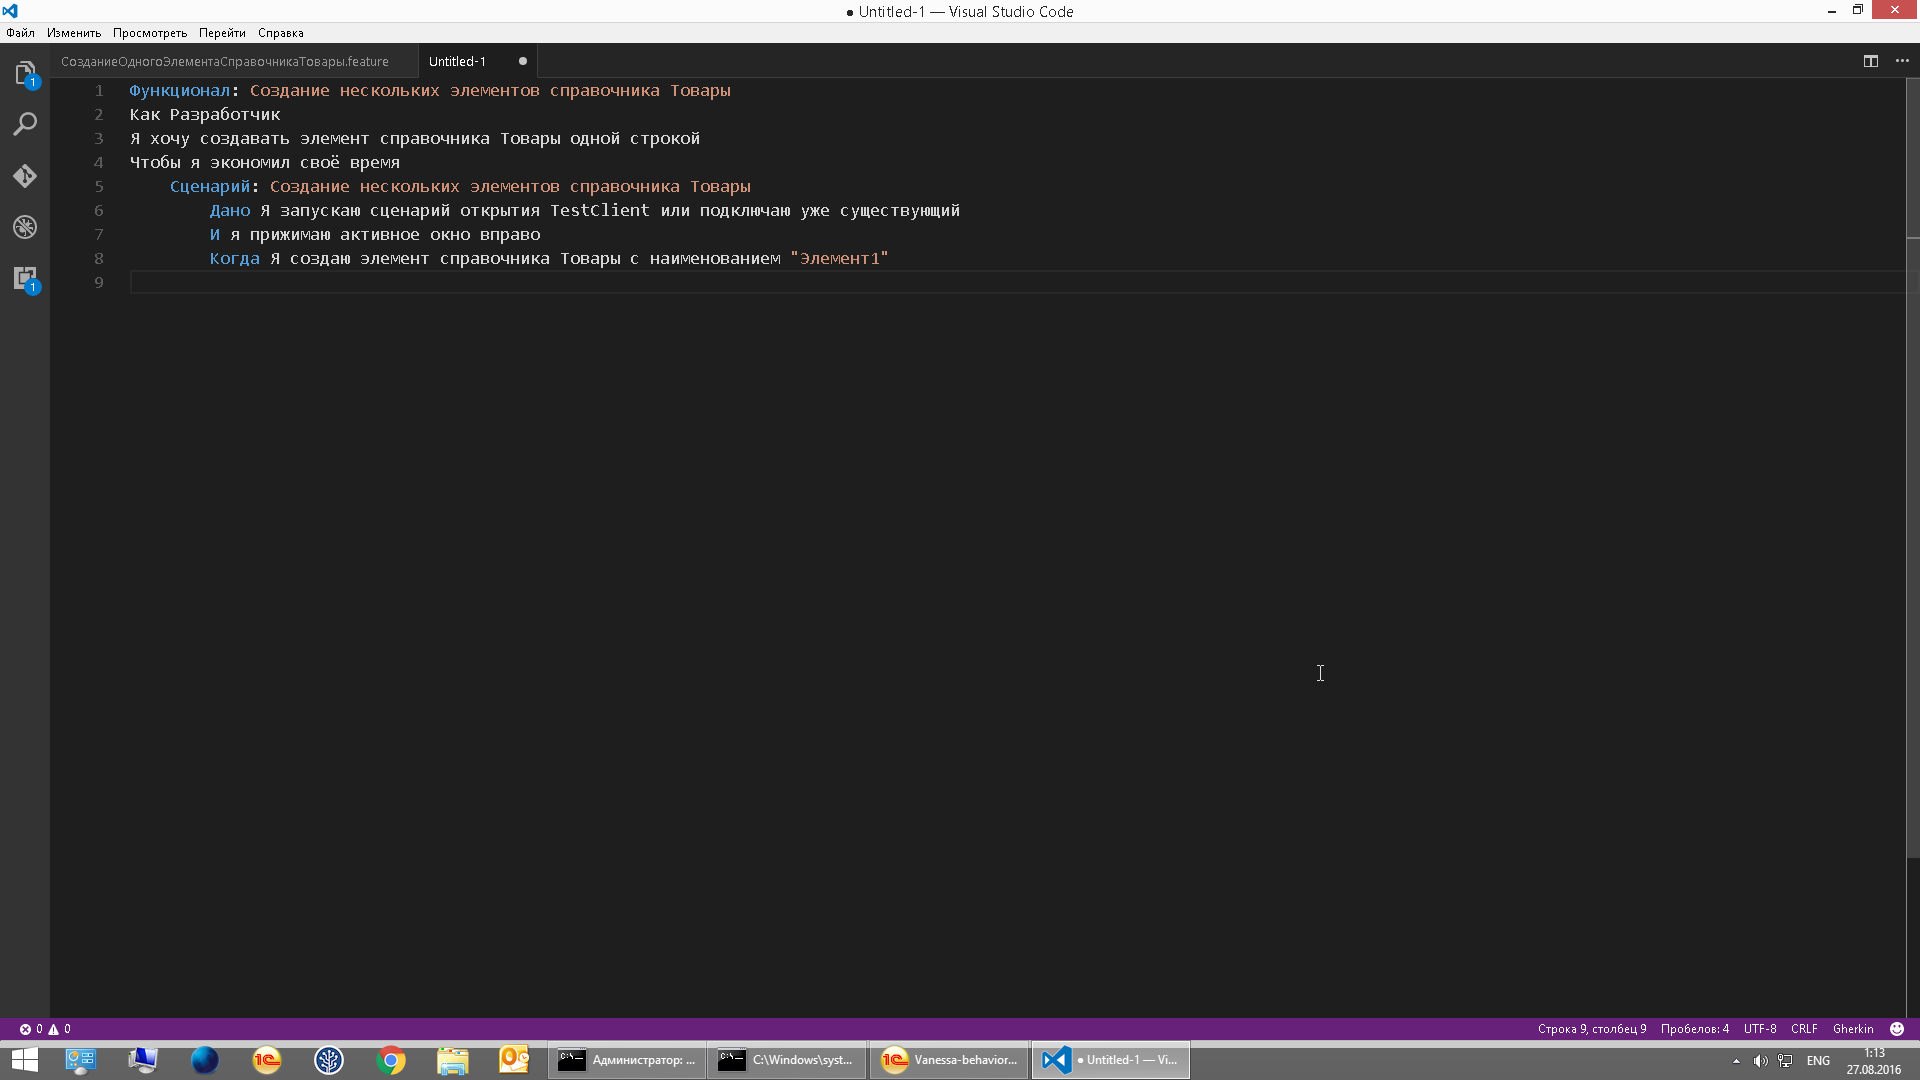 ● Untitled-1 — Visual Studio Code
Файл Изменить Просмотреть Перейти Справка
СозданиеОдногоЭлементаСправочникаТовары.feature Untitled-1
1 Функционал: Создание нескольких элементов справочника Товары
2 Как Разработчик
3 Я хочу создавать элемент справочника Товары одной строкой
4 Чтобы я экономил своё время
5 Сценарий: Создание нескольких элементов справочника Товары
6 Дано Я запускаю сценарий открытия TestClient или подключаю уже существующий
7 И я прижимаю активное окно вправо
8 Когда Я создаю элемент справочника Товары с наименованием "Элемент1"
9
1
1
0 0 Строка 9, столбец 9 Пробелов: 4 UTF-8 CRLF Gherkin
Администратор: ... C:\Windows\syst... Vanessa-behavior... ● Untitled-1 — Vi... ENG 1:13
27.08.2016